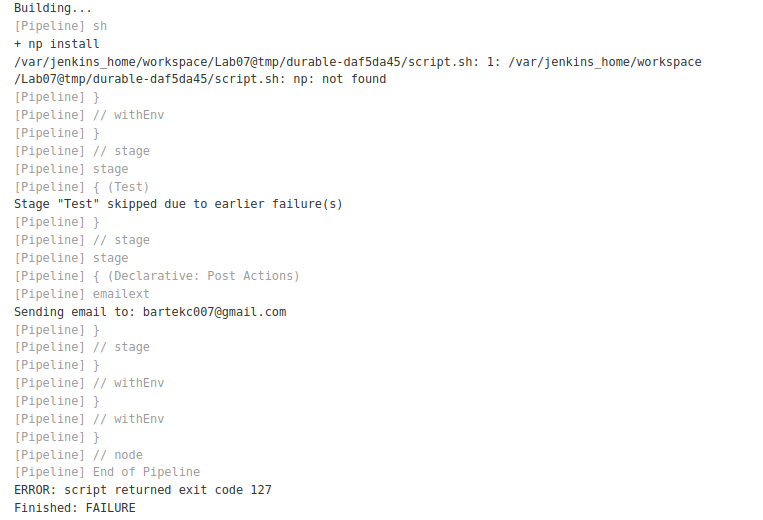 Building...
[Pipeline] sh
+ np install
/var/jenkins_home/workspace/Lab07@tmp/durable-daf5da45/script.sh: 1: /var/jenkins_home/workspace
/Lab07@tmp/durable-daf5da45/script.sh: np: not found
[Pipeline] }
[Pipeline] // withEnv
[Pipeline] }
[Pipeline] // stage
[Pipeline] stage
[Pipeline] { (Test)
Stage "Test" skipped due to earlier failure(s)
[Pipeline] }
[Pipeline] // stage
[Pipeline] stage
[Pipeline] { (Declarative: Post Actions)
[Pipeline] emailext
Sending email to: bartekc007@gmail.com
[Pipeline] }
[Pipeline] // stage
[Pipeline] }
[Pipeline] // withEnv
[Pipeline] }
[Pipeline] // withEnv
[Pipeline] }
[Pipeline] // node
[Pipeline] End of Pipeline
ERROR: script returned exit code 127
Finished: FAILURE